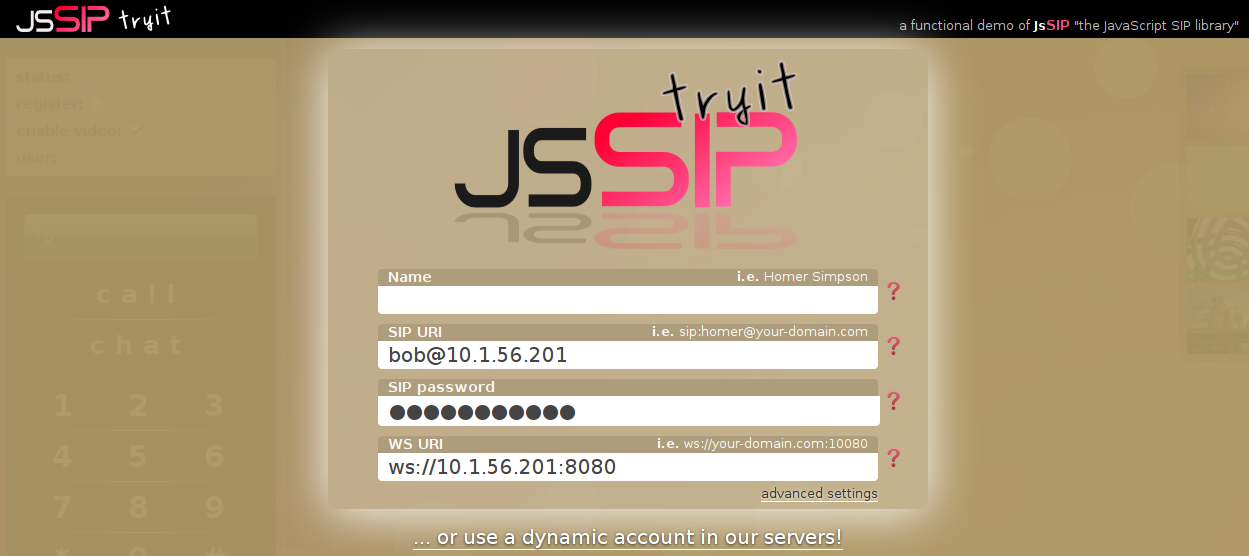 JSSIP tryit
a functional demo of JsSIP "the JavaScript SIP library"
status:
register:
enable video: ✓
user:
To:
call
chat
1 2 3
4 5 6
7 8 9
* 0 #
tryit
JSSIP
Name i.e. Homer Simpson
?
SIP URI i.e. sip:homer@your-domain.com
bob@10.1.56.201 ?
SIP password
●●●●●●●●●●● ?
WS URI i.e. ws://your-domain.com:10080
ws://10.1.56.201:8080 ?
advanced settings
... or use a dynamic account in our servers!